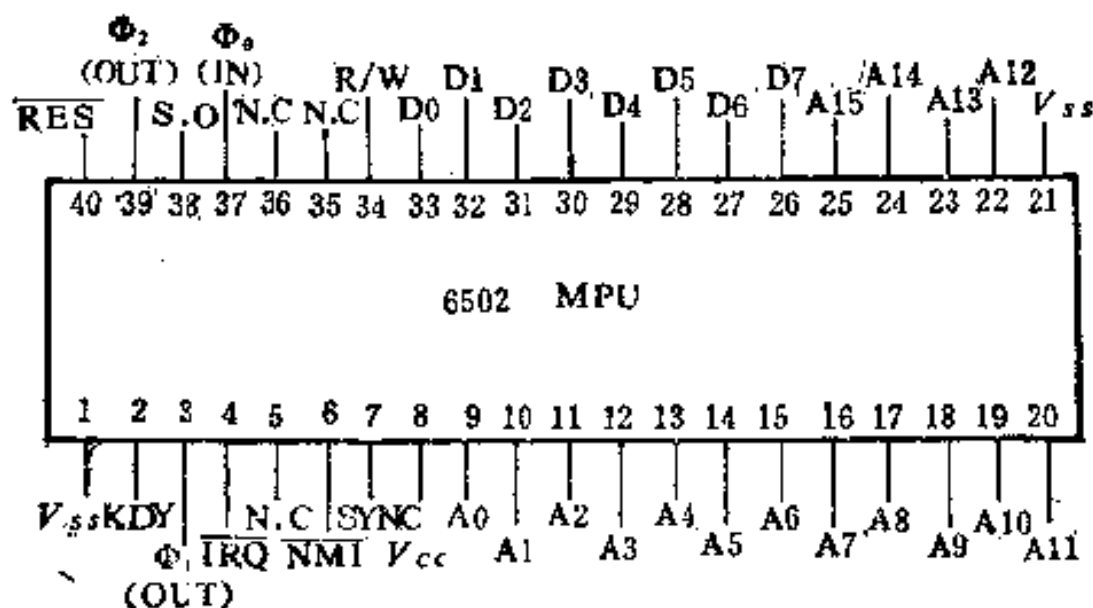 Φ₂ Φ₀
(OUT) (IN) R/W D1 D3 D5 D7 A14 A12
RES S.O N.C N.C D0 D2 D4 D6 A15 A13 Vss
40 39 38 37 36 35 34 33 32 31 30 29 28 27 26 25 24 23 22 21
6502 MPU
1 2 3 4 5 6 7 8 9 10 11 12 13 14 15 16 17 18 19 20
Vss KDY N.C SYNC A0 A2 A4 A6 A8 A10
Φ IRQ NMI Vcc A1 A3 A5 A7 A9 A11
(OUT)